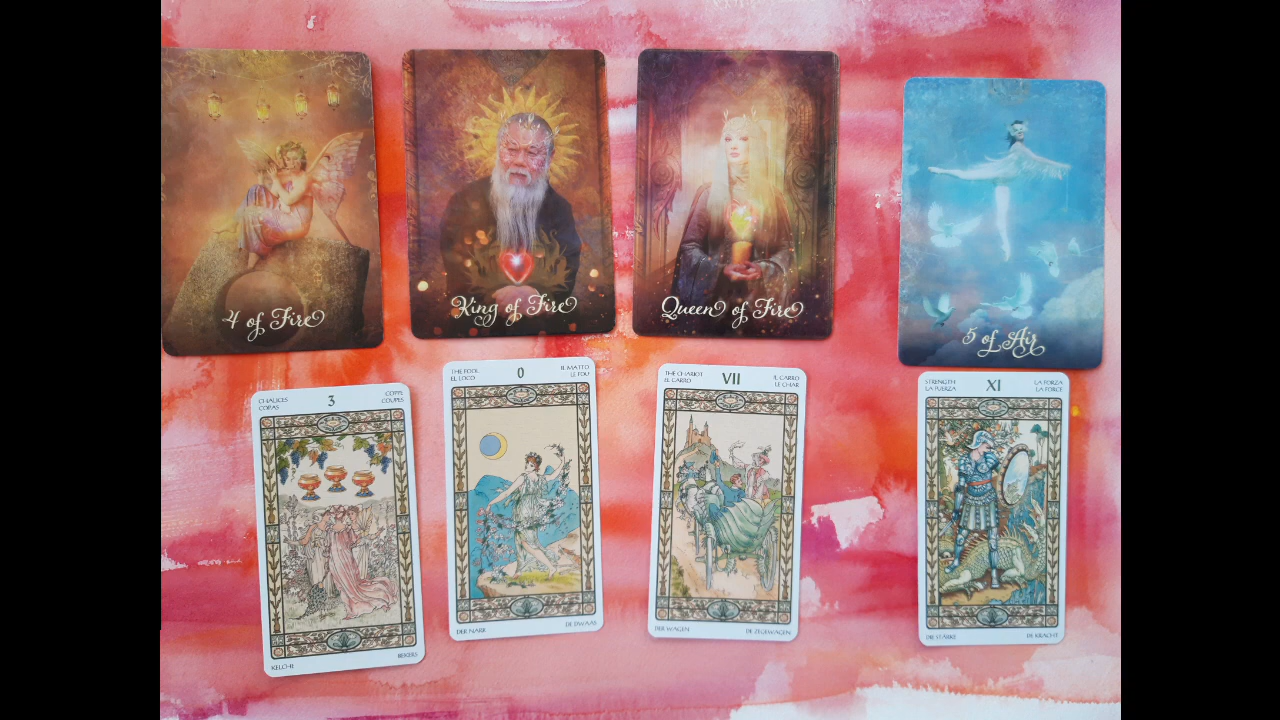 4 of Fire
King of Fire
Queen of Fire
5 of Air
CHALICES
COPAS
3
COPPE
COUPES
KELCHE
BEKERS
THE FOOL
EL LOCO
0
IL MATTO
LE FOU
DER NARR
DE DWAAS
THE CHARIOT
EL CARRO
VII
IL CARRO
LE CHAR
DER WAGEN
DE ZEGEWAGEN
STRENGTH
LA FUERZA
XI
LA FORZA
LA FORCE
DIE STÄRKE
DE KRACHT